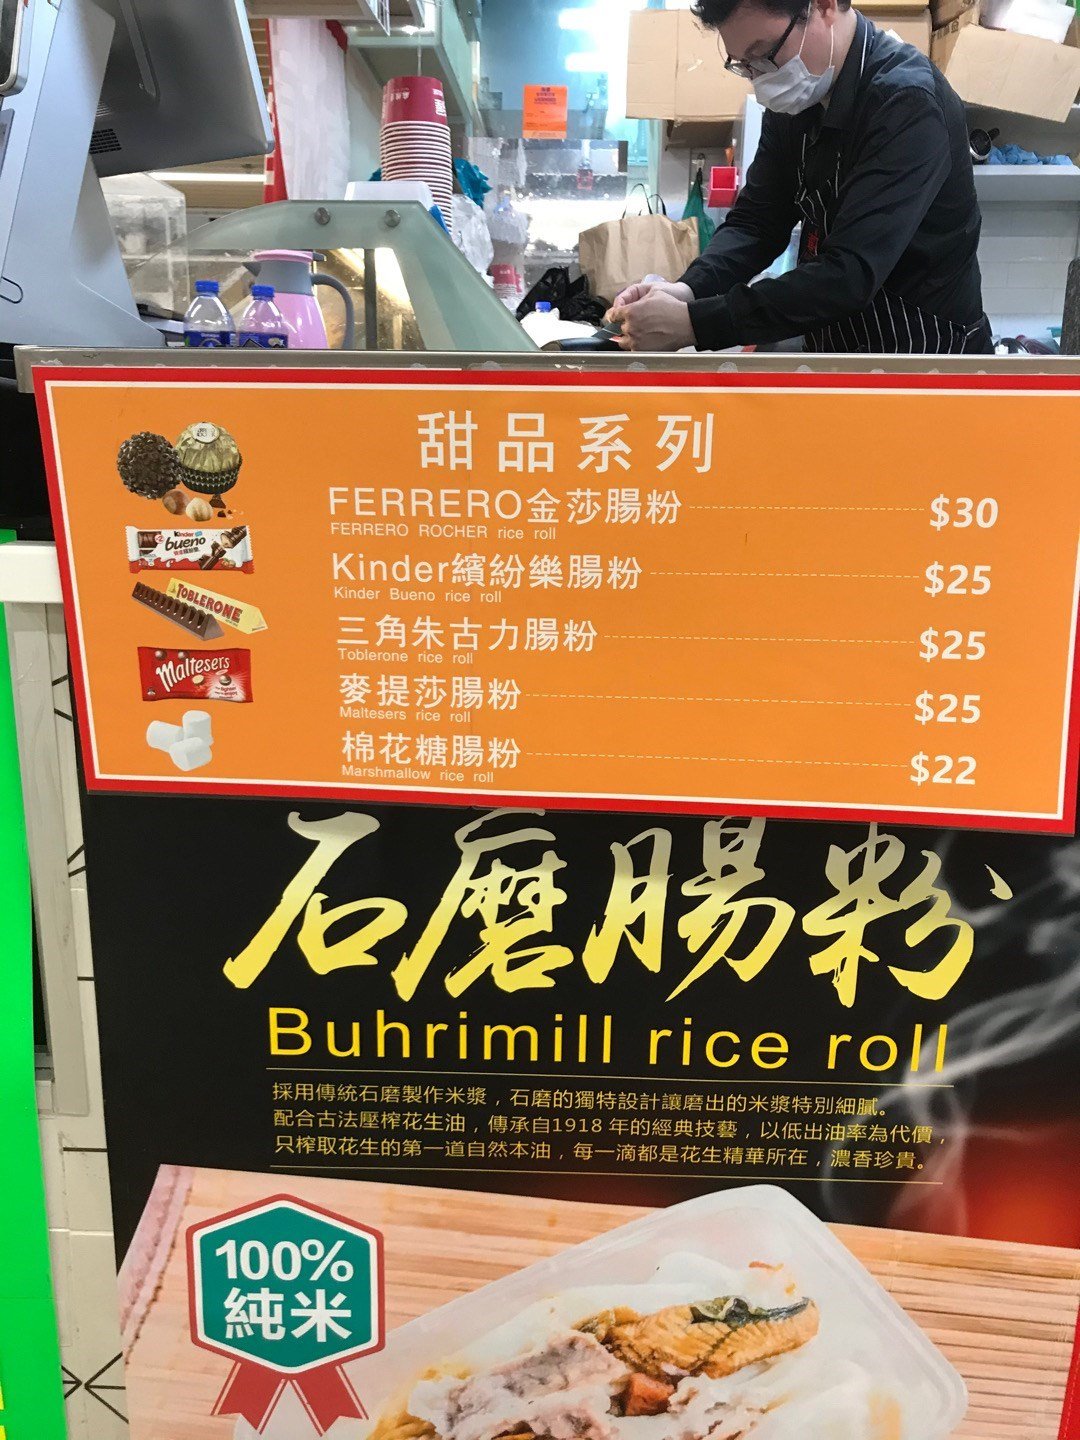 甜品系列
FERRERO金莎腸粉 $30
FERRERO ROCHER rice roll
Kinder繽紛樂腸粉 $25
Kinder Bueno rice roll
三角朱古力腸粉 $25
Toblerone rice roll
麥提莎腸粉 $25
Maltesers rice roll
棉花糖腸粉 $22
Marshmallow rice roll
Kinder
bueno
TOBLERONE
Maltesers
石磨腸粉
Buhrimill rice roll
採用傳統石磨製作米漿，石磨的獨特設計讓磨出的米漿特別細膩。
配合古法壓榨花生油，傳承自1918年的經典技藝，以低出油率為代價，
只榨取花生的第一道自然本油，每一滴都是花生精華所在，濃香珍貴。
100%
純米